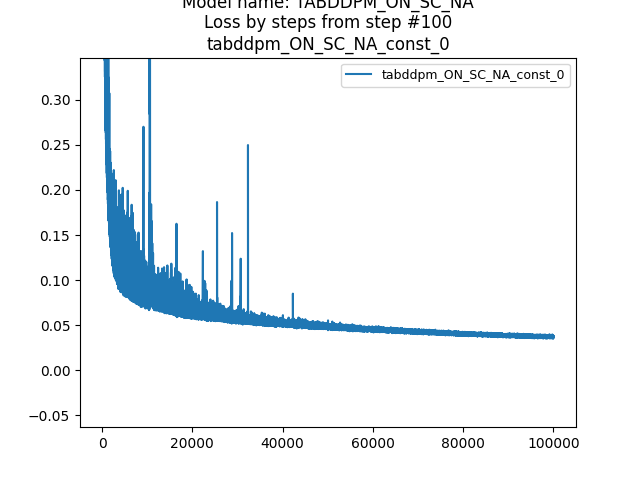 Model name: TABDDPM_ON_SC_NA
Loss by steps from step #100
tabddpm_ON_SC_NA_const_0
tabddpm_ON_SC_NA_const_0
0.30
0.25
0.20
0.15
0.10
0.05
0.00
−0.05
0 20000 40000 60000 80000 100000